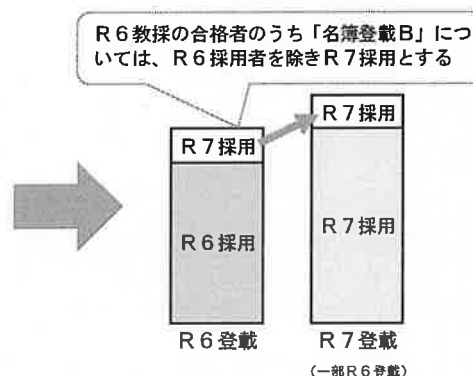 R6教採の合格者のうち「名簿登載B」につ
いては、R6採用者を除きR7採用とする
R7採用
R7採用
R6採用
R7採用
R6登載
R7登載
(一部R6登載)